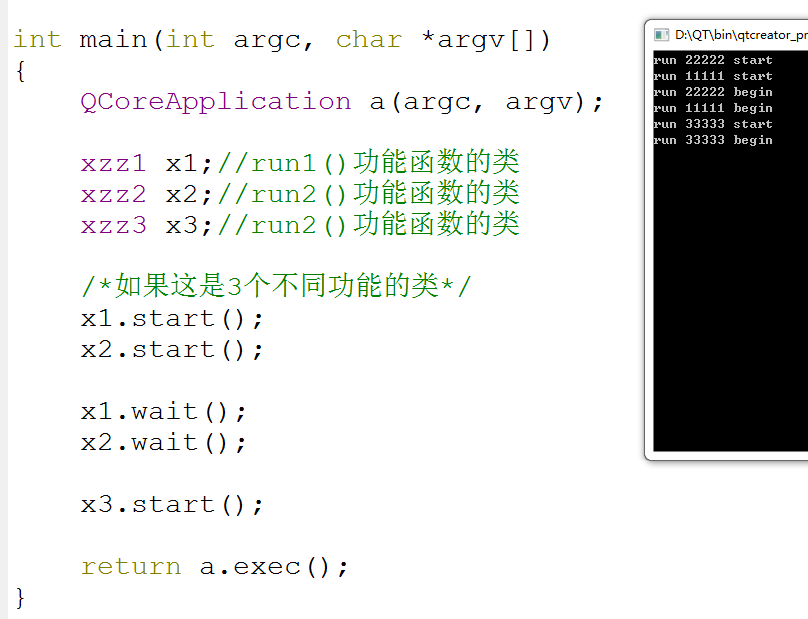 int main(int argc, char *argv[])
{
QCoreApplication a(argc, argv);
xzz1 x1;//run1()功能函数的类
xzz2 x2;//run2()功能函数的类
xzz3 x3;//run2()功能函数的类
/*如果这是3个不同功能的类*/
x1.start();
x2.start();
x1.wait();
x2.wait();
x3.start();
return a.exec();
}
D:\QT\bin\qtcreator_pr
run 22222 start
run 11111 start
run 22222 begin
run 11111 begin
run 33333 start
run 33333 begin